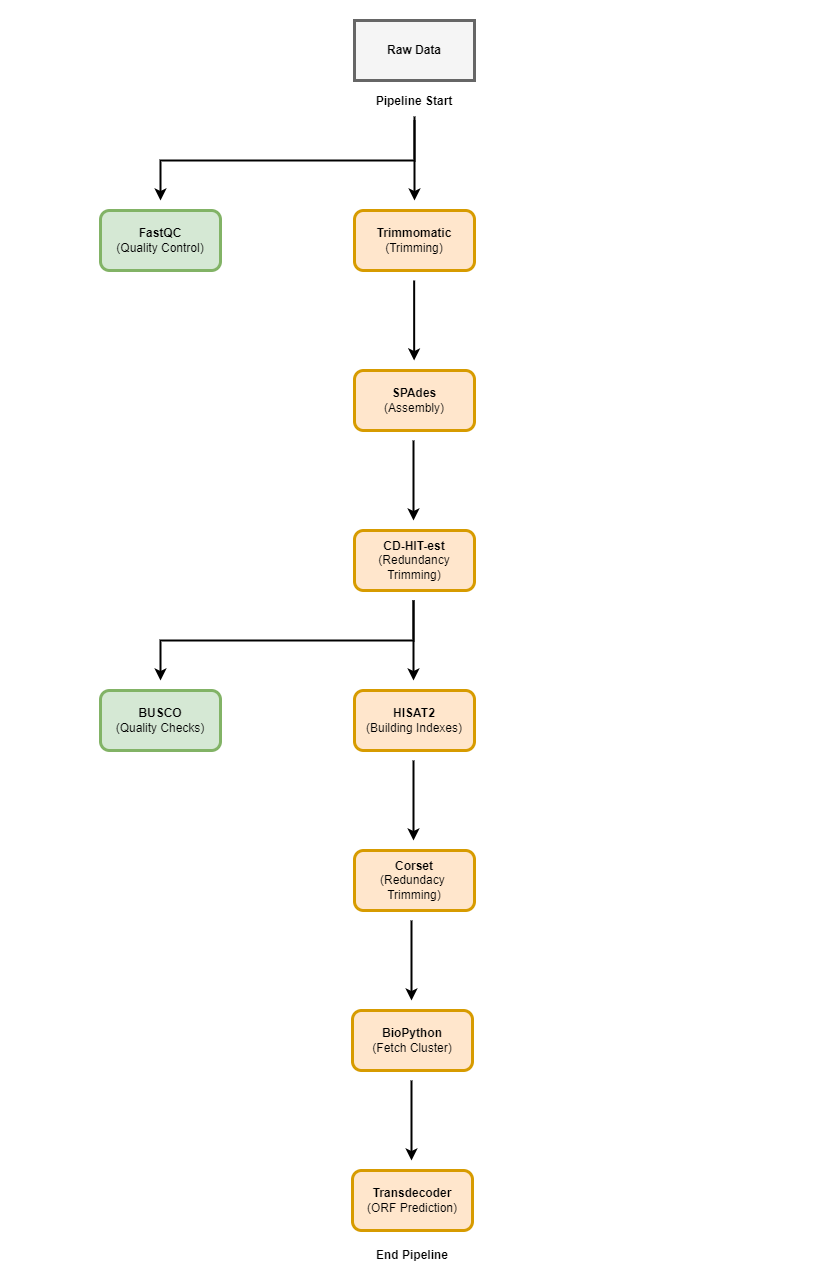 Raw Data
Pipeline Start
FastQC
(Quality Control)
Trimmomatic
(Trimming)
SPAdes
(Assembly)
CD-HIT-est
(Redundancy
Trimming)
BUSCO
(Quality Checks)
HISAT2
(Building Indexes)
Corset
(Redundacy
Trimming)
BioPython
(Fetch Cluster)
Transdecoder
(ORF Prediction)
End Pipeline